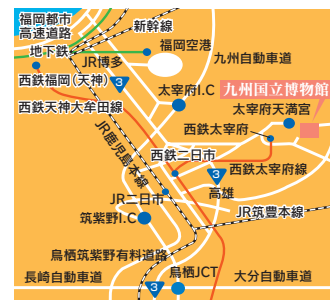 福岡都市
高速道路
新幹線
地下鉄
福岡空港
JR博多
九州自動車道
西鉄福岡(天神)
3
太宰府I.C
九州国立博物館
西鉄天神大牟田線
太宰府天満宮
西鉄太宰府
JR鹿児島本線
西鉄二日市
西鉄太宰府線
3
高雄
JR二日市
JR筑豊本線
筑紫野I.C
鳥栖筑紫野有料道路
長崎自動車道
3
鳥栖JCT
大分自動車道